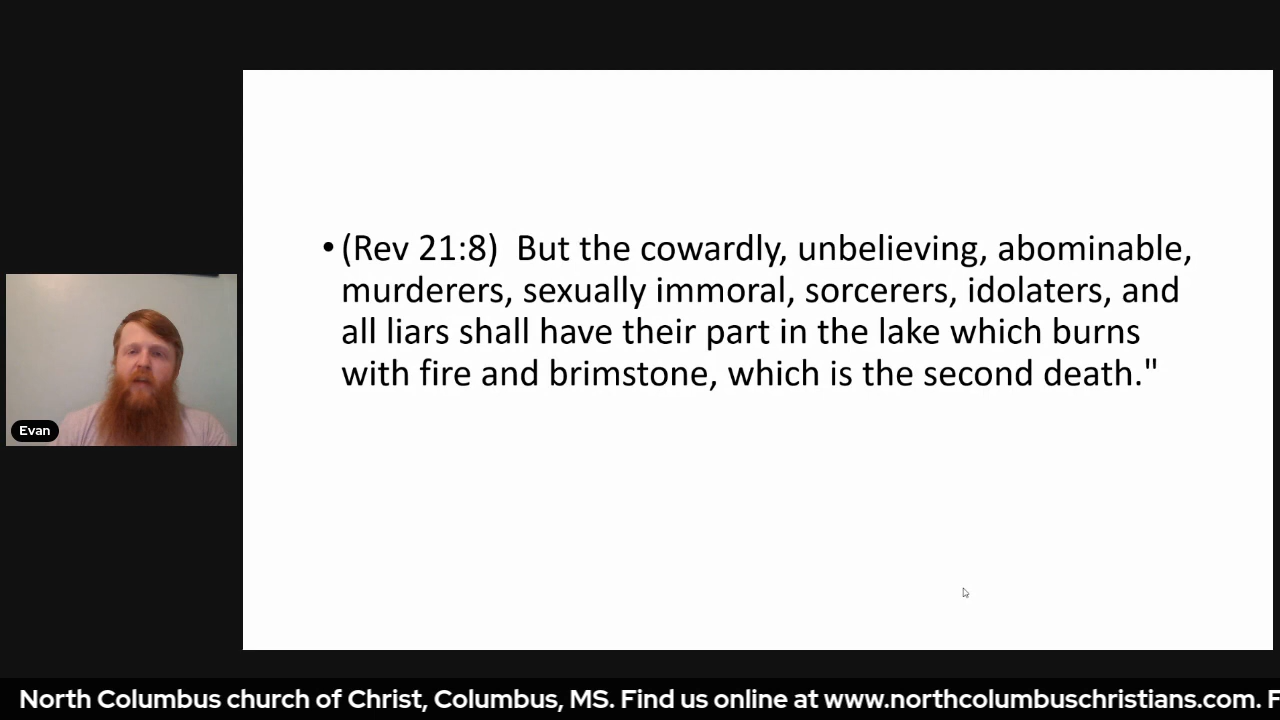 • (Rev 21:8)  But the cowardly, unbelieving, abominable,
murderers, sexually immoral, sorcerers, idolaters, and
all liars shall have their part in the lake which burns
with fire and brimstone, which is the second death."
Evan
North Columbus church of Christ, Columbus, MS. Find us online at www.northcolumbuschristians.com. F